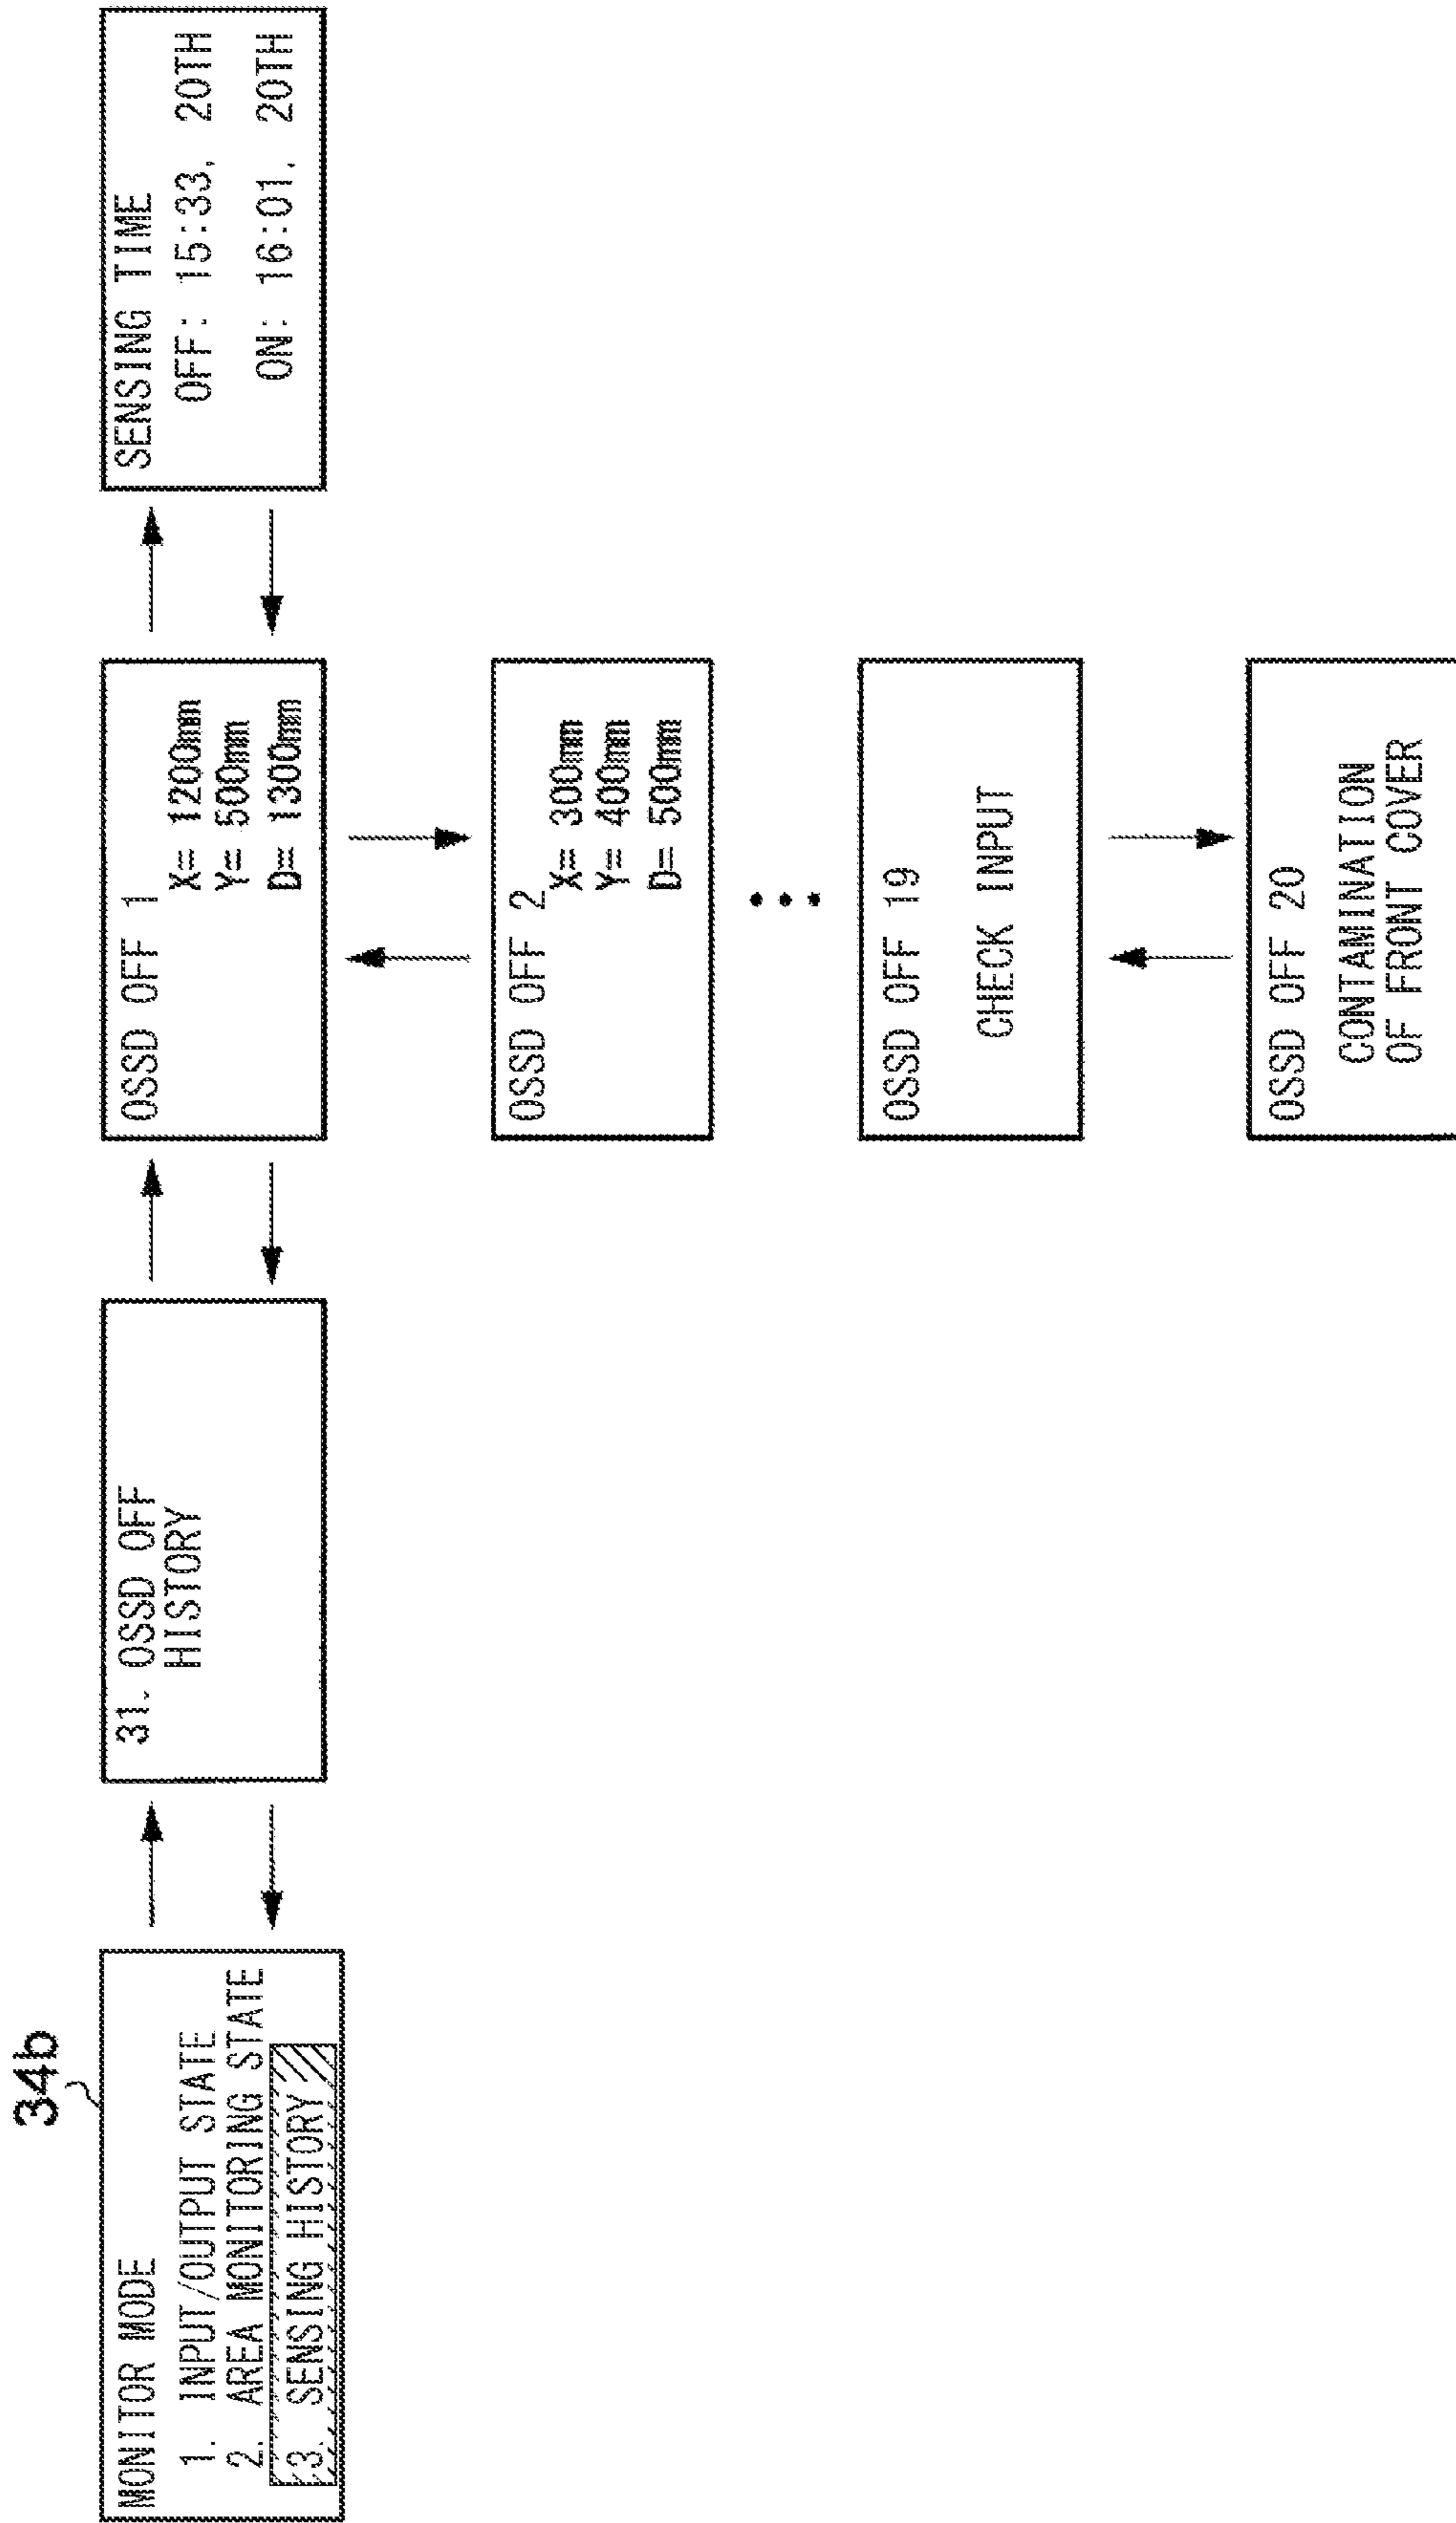 34b
MONITOR MODE
1. INPUT/OUTPUT STATE
2. AREA MONITORING STATE
3. SENSING HISTORY
31. OSSD OFF
HISTORY
OSSD OFF 1
X= 1200mm
Y= 500mm
D= 1300mm
SENSING TIME
OFF: 15:33, 20TH
ON: 16:01, 20TH
OSSD OFF 2
X= 300mm
Y= 400mm
D= 500mm
OSSD OFF 19
CHECK INPUT
OSSD OFF 20
CONTAMINATION
OF FRONT COVER